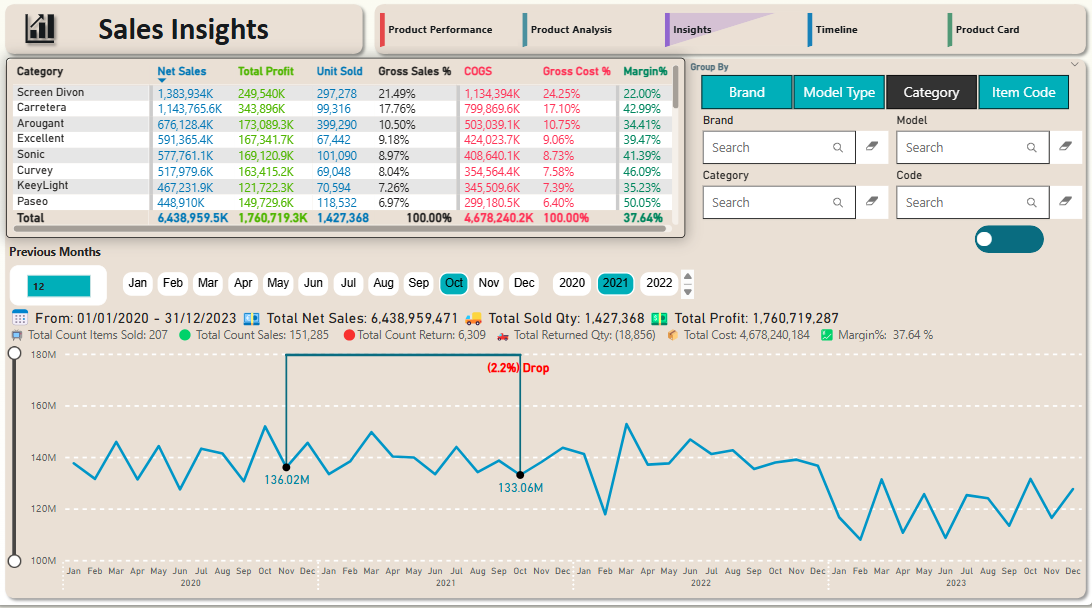 Sales Insights
Product Performance
Product Analysis
Insights
Timeline
Product Card
Category Net Sales Total Profit Unit Sold Gross Sales % COGS Gross Cost % Margin%
Screen Divon 1,383,934K 249,540K 297,278 21.49% 1,134,394K 24.25% 22.00%
Carretera 1,143,765.6K 343,896K 99,316 17.76% 799,869.6K 17.10% 42.99%
Arougant 676,128.4K 173,089.3K 399,290 10.50% 503,039.1K 10.75% 34.41%
Excellent 591,365.4K 167,341.7K 67,442 9.18% 424,023.7K 9.06% 39.47%
Sonic 577,761.1K 169,120.9K 101,090 8.97% 408,640.1K 8.73% 41.39%
Curvey 517,979.6K 163,415.2K 69,048 8.04% 354,564.4K 7.58% 46.09%
KeeyLight 467,231.9K 121,722.3K 70,594 7.26% 345,509.6K 7.39% 35.23%
Paseo 448,910K 149,729.6K 118,532 6.97% 299,180.5K 6.40% 50.05%
Total 6,438,959.5K 1,760,719.3K 1,427,368 100.00% 4,678,240.2K 100.00% 37.64%
Group By
Brand Model Type Category Item Code
Brand Model
Search Search
Category Code
Search Search
Previous Months
12
Jan Feb Mar Apr May Jun Jul Aug Sep Oct Nov Dec 2020 2021 2022
From: 01/01/2020 - 31/12/2023 Total Net Sales: 6,438,959,471 Total Sold Qty: 1,427,368 Total Profit: 1,760,719,287
Total Count Items Sold: 207 Total Count Sales: 151,285 Total Count Return: 6,309 Total Returned Qty: (18,856) Total Cost: 4,678,240,184 Margin%: 37.64 %
180M
(2.2%) Drop
160M
140M
136.02M
133.06M
120M
100M
Jan Feb Mar Apr May Jun Jul Aug Sep Oct Nov Dec Jan Feb Mar Apr May Jun Jul Aug Sep Oct Nov Dec Jan Feb Mar Apr May Jun Jul Aug Sep Oct Nov Dec Jan Feb Mar Apr May Jun Jul Aug Sep Oct Nov Dec
2020 2021 2022 2023